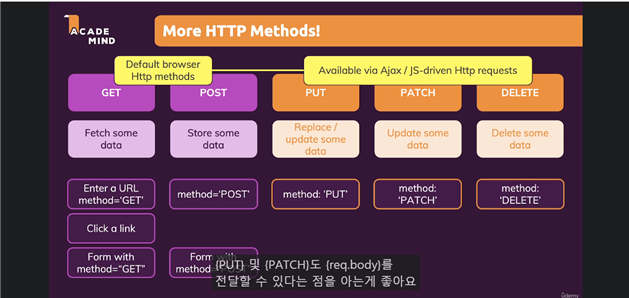 ACADE
MIND
More HTTP Methods!
Default browser
Http methods
Available via Ajax / JS-driven Http requests
GET
POST
PUT
PATCH
DELETE
Fetch some
data
Store some
data
Replace /
update some
data
Update some
data
Delete some
data
Enter a URL
method='GET'
method='POST'
method: 'PUT'
method:
'PATCH'
method:
'DELETE'
Click a link
Form with
method="GET"
Form with
{PUT} 및 {PATCH}도 {req.body}를
전달할 수 있다는 점을 아는게 좋아요
Udemy